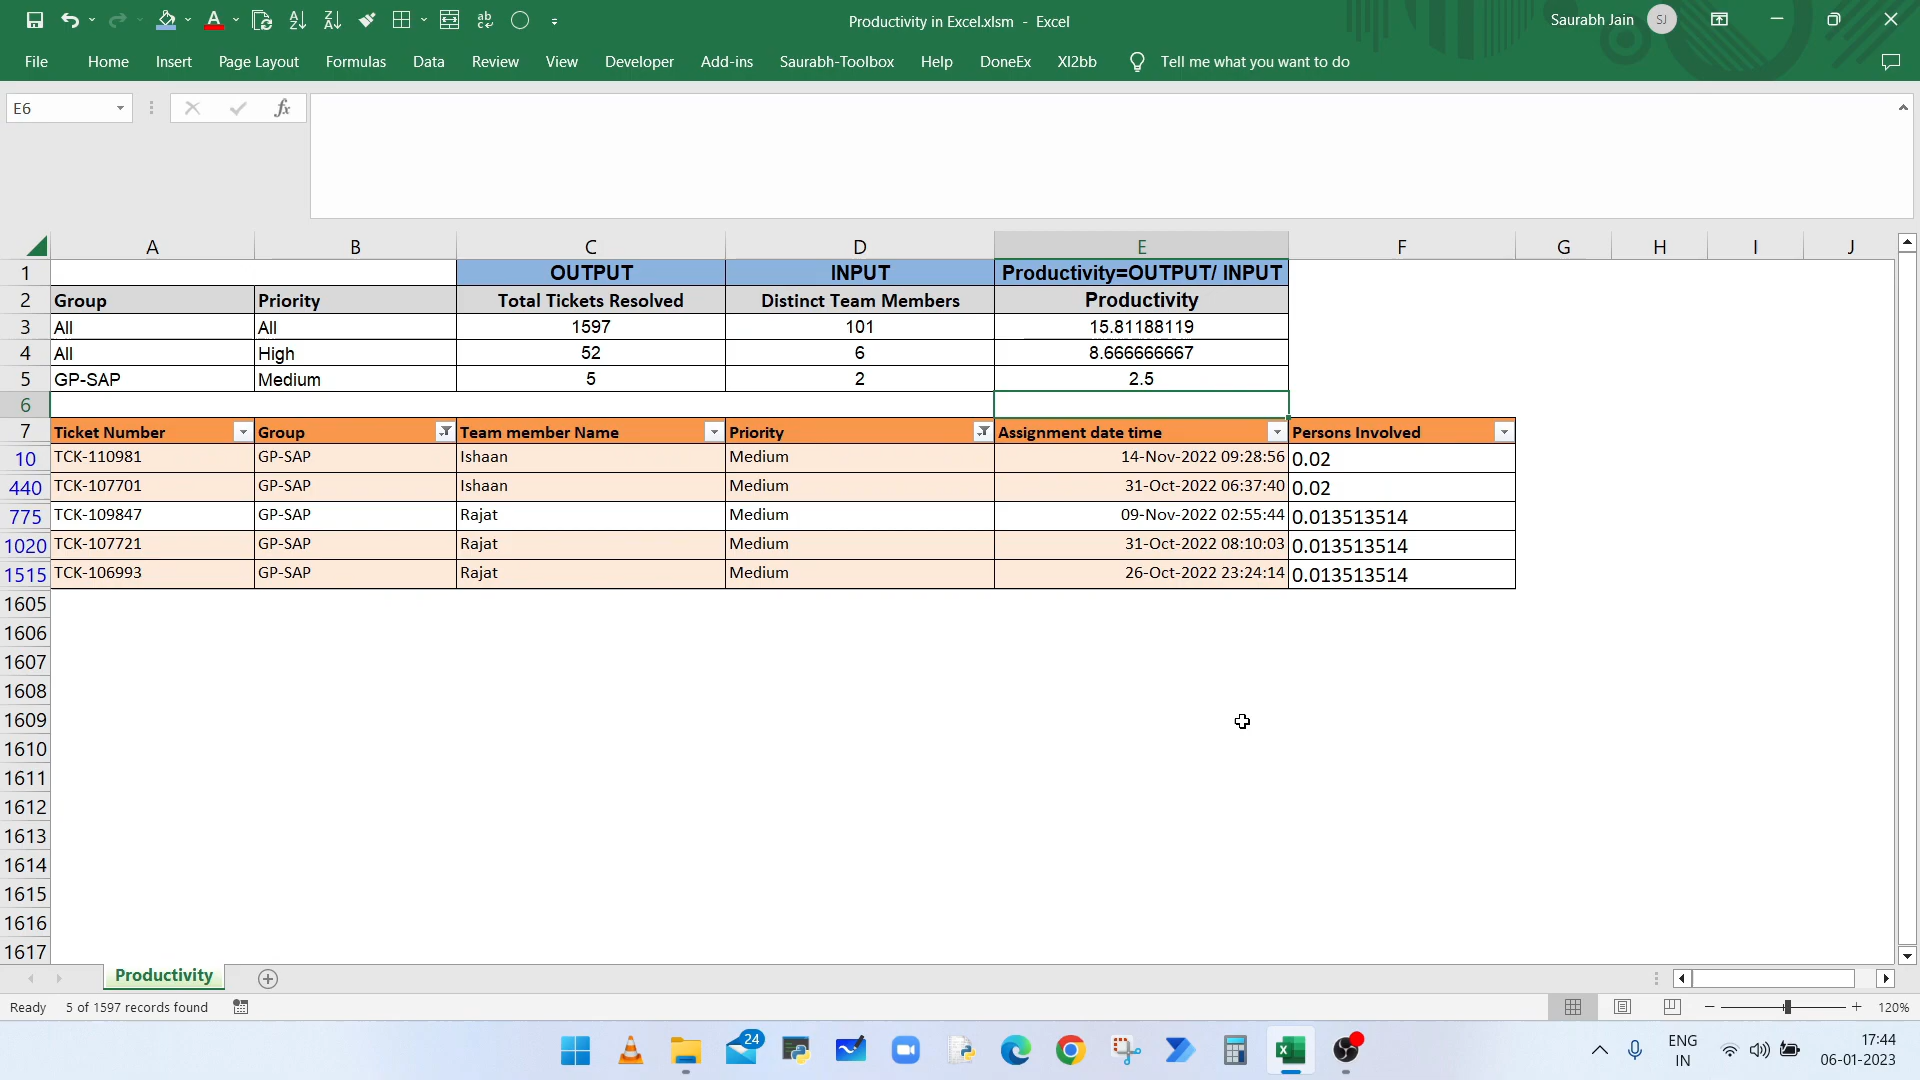 Productivity in Excel.xlsm - Excel
Saurabh Jain SJ
File Home Insert Page Layout Formulas Data Review View Developer Add-ins Saurabh-Toolbox Help DoneEx Xl2bb Tell me what you want to do
E6 fx
A B C D E F G H I J
1 OUTPUT INPUT Productivity=OUTPUT/ INPUT
2 Group Priority Total Tickets Resolved Distinct Team Members Productivity
3 All All 1597 101 15.81188119
4 All High 52 6 8.666666667
5 GP-SAP Medium 5 2 2.5
6
7 Ticket Number Group Team member Name Priority Assignment date time Persons Involved
10 TCK-110981 GP-SAP Ishaan Medium 14-Nov-2022 09:28:56 0.02
440 TCK-107701 GP-SAP Ishaan Medium 31-Oct-2022 06:37:40 0.02
775 TCK-109847 GP-SAP Rajat Medium 09-Nov-2022 02:55:44 0.013513514
1020 TCK-107721 GP-SAP Rajat Medium 31-Oct-2022 08:10:03 0.013513514
1515 TCK-106993 GP-SAP Rajat Medium 26-Oct-2022 23:24:14 0.013513514
1605
1606
1607
1608
1609
1610
1611
1612
1613
1614
1615
1616
1617
Productivity
Ready 5 of 1597 records found 120%
24
ENG 17:44
IN 06-01-2023